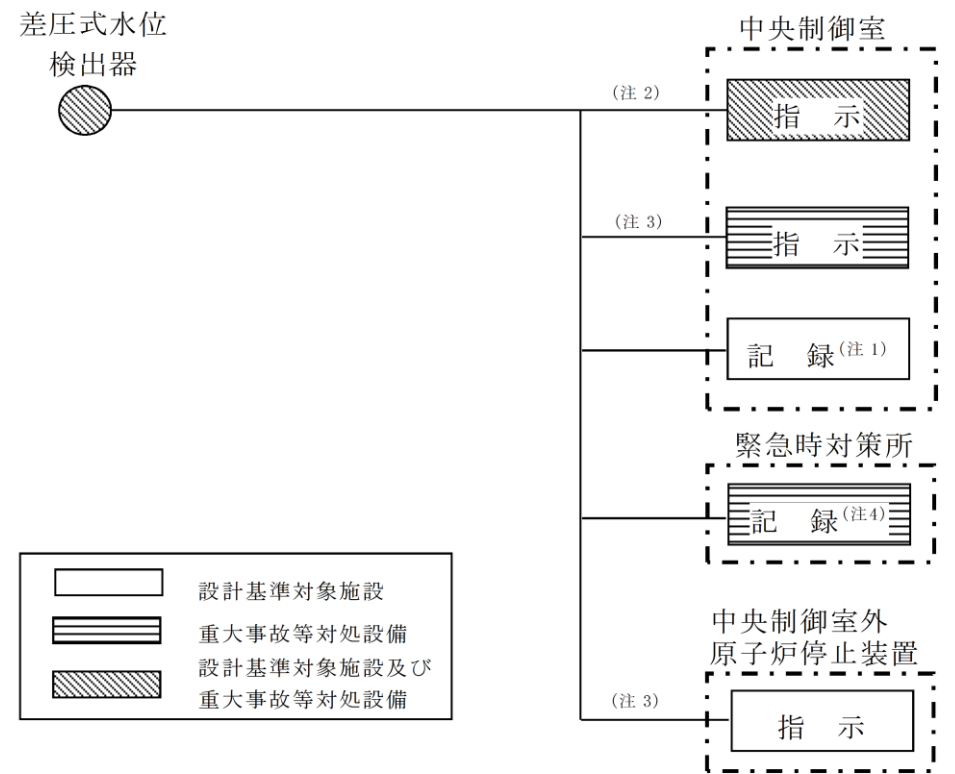 差圧式水位
検出器
中央制御室
(注 2)
指　示
(注 3)
指　示
記　録(注 1)
緊急時対策所
記　録(注4)
中央制御室外
原子炉停止装置
(注 3)
指　示
設計基準対象施設
重大事故等対処設備
設計基準対象施設及び
重大事故等対処設備